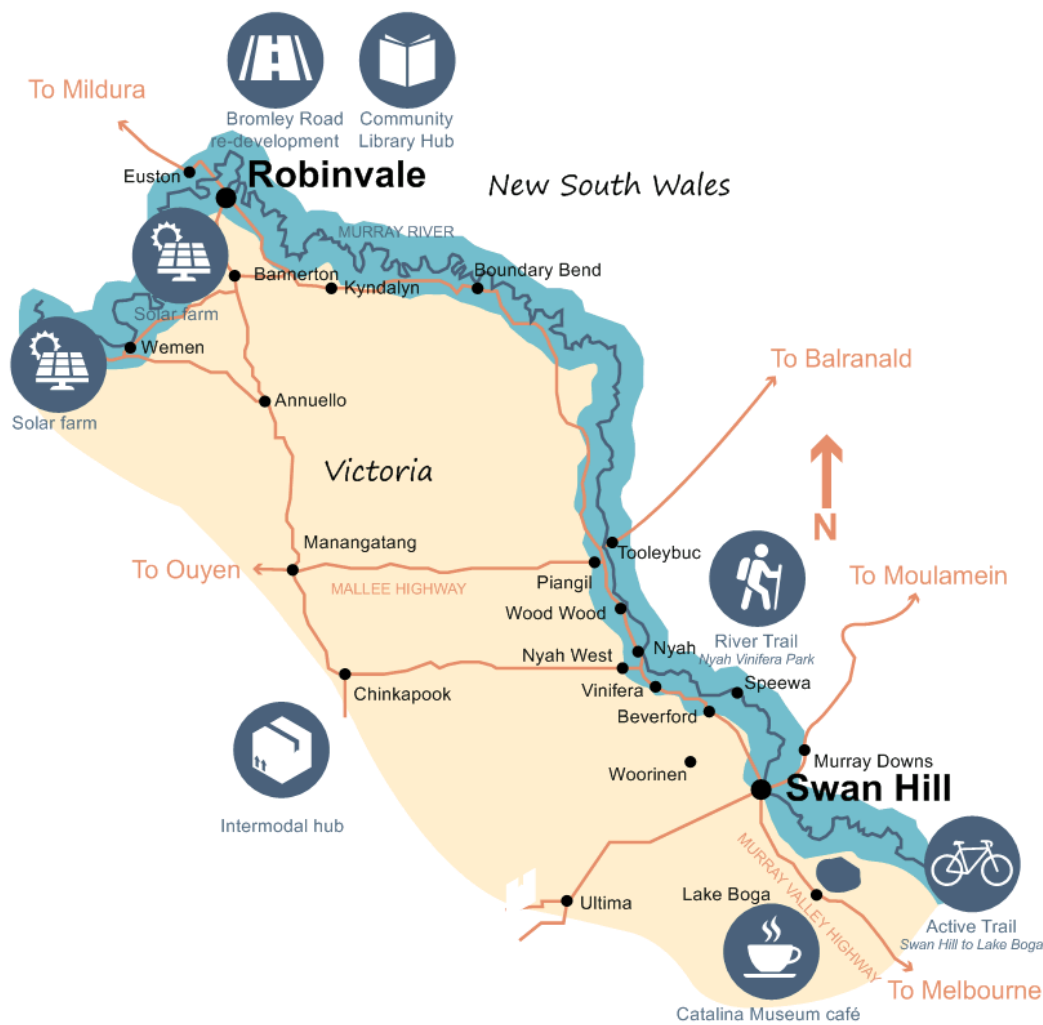 To Mildura
Bromley Road
re-development
Community
Library Hub
Euston
Robinvale
New South Wales
MURRAY RIVER
Bannerton
Kyndalyn
Boundary Bend
Solar farm
Wemen
Solar farm
Annuello
To Balranald
Victoria
N
Manangatang
Tooleybuc
To Ouyen
MALLEE HIGHWAY
Piangil
To Moulamein
Wood Wood
River Trail
Nyah Vinifera Park
Nyah
Nyah West
Speewa
Vinifera
Chinkapook
Beverford
Murray Downs
Woorinen
Swan Hill
Intermodal hub
MURRAY VALLEY HIGHWAY
Lake Boga
Ultima
Active Trail
Swan Hill to Lake Boga
To Melbourne
Catalina Museum café